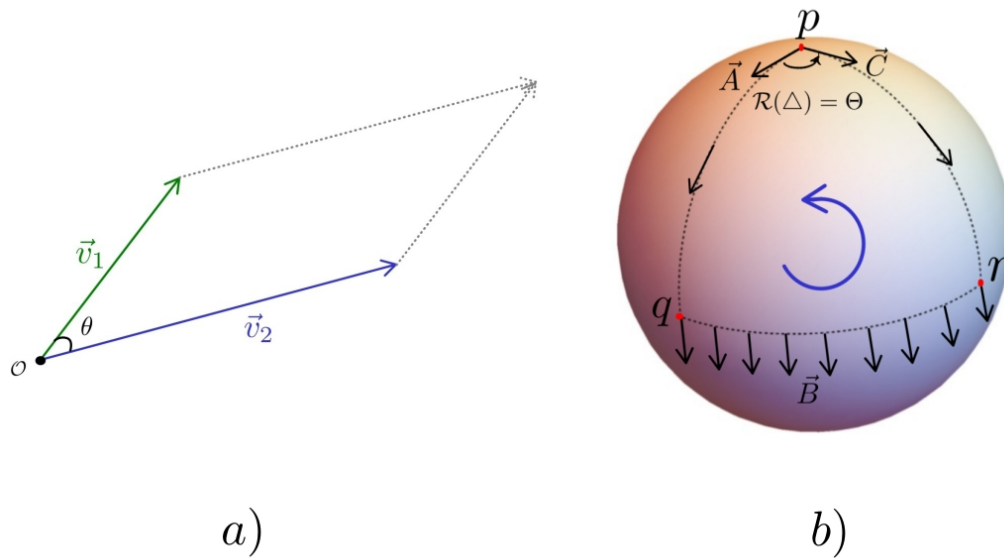 p
A⃗
C⃗
ℛ(△) = Θ
v⃗₁
θ
v⃗₂
𝒪
q
r
B⃗
a)
b)